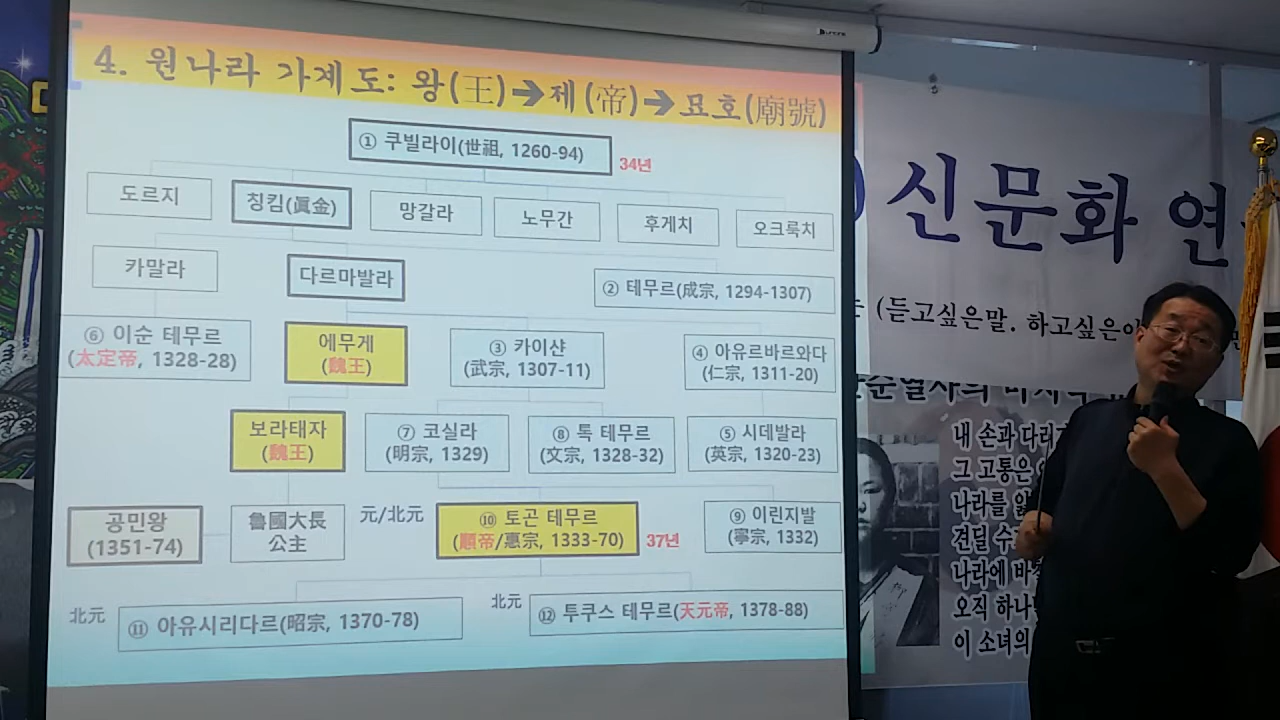 4. 원나라 가계도: 왕(王)➔제(帝)➔묘호(廟號)
① 쿠빌라이(世祖, 1260-94)
34년
도르지
칭킴(眞金)
망갈라
노무간
후게치
오크룩치
카말라
다르마발라
② 테무르(成宗, 1294-1307)
⑥ 이순 테무르
(太定帝, 1328-28)
에무게
(魏王)
③ 카이샨
(武宗, 1307-11)
④ 아유르바르와다
(仁宗, 1311-20)
보라태자
(魏王)
⑦ 코실라
(明宗, 1329)
⑧ 톡 테무르
(文宗, 1328-32)
⑤ 시데발라
(英宗, 1320-23)
공민왕
(1351-74)
魯國大長
公主
元/北元
⑩ 토곤 테무르
(順帝/惠宗, 1333-70)
37년
⑨ 이린지발
(寧宗, 1332)
北元
⑪ 아유시리다르(昭宗, 1370-78)
北元
⑫ 투쿠스 테무르(天元帝, 1378-88)
신문화 연
(듣고싶은말. 하고싶은
내 손과 다리가
그 고통은
나라를
견딜 수
나라에
오직 하나
이 소녀의